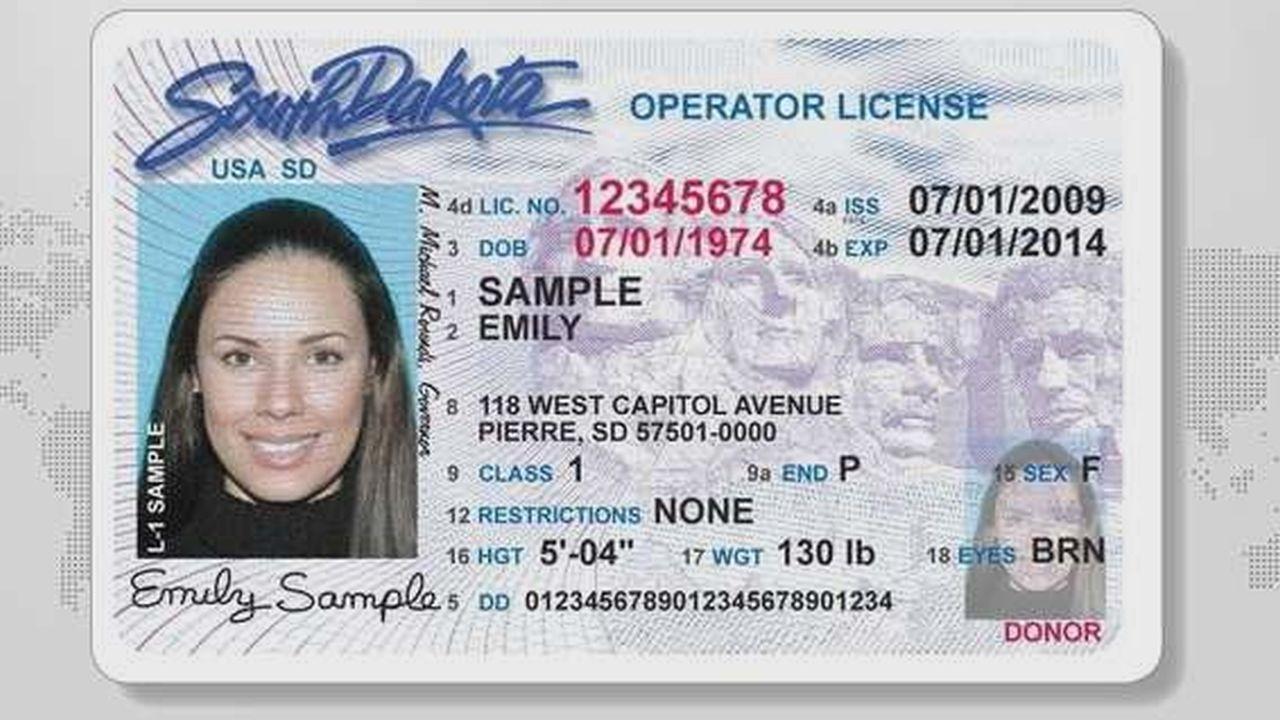 South Dakota
OPERATOR LICENSE
USA SD
4d LIC. NO. 12345678 4a ISS 07/01/2009
3 DOB 07/01/1974 4b EXP 07/01/2014
1 SAMPLE
2 EMILY
8 118 WEST CAPITOL AVENUE
PIERRE, SD 57501-0000
9 CLASS 1 9a END P 15 SEX F
12 RESTRICTIONS NONE
16 HGT 5'-04" 17 WGT 130 lb 18 EYES BRN
5 DD 0123456789012345678901234
DONOR
L-1 SAMPLE
M. Michael Rounds, Governor
Emily Sample